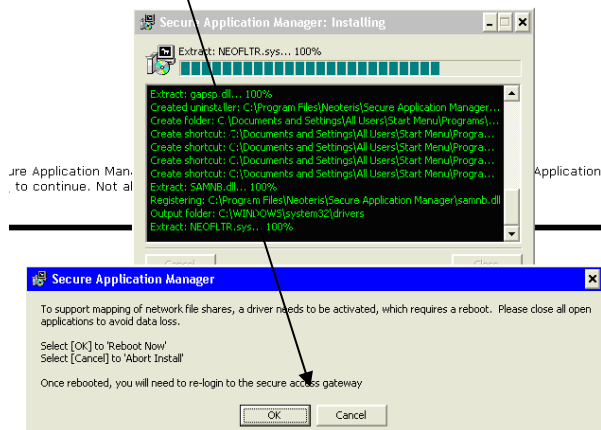 Secure Application Manager: Installing
Extract: NEOFLTR.sys... 100%
Extract: gapsp.dll... 100%
Created uninstaller: C:\Program Files\Neoteris\Secure Application Manager...
Create folder: C:\Documents and Settings\All Users\Start Menu\Programs\...
Create shortcut: C:\Documents and Settings\All Users\Start Menu\Progra...
Create shortcut: C:\Documents and Settings\All Users\Start Menu\Progra...
Create shortcut: C:\Documents and Settings\All Users\Start Menu\Progra...
Create shortcut: C:\Documents and Settings\All Users\Start Menu\Progra...
Extract: SAMNB.dll... 100%
Registering: C:\Program Files\Neoteris\Secure Application Manager\samnb.dll
Output folder: C:\WINDOWS\system32\drivers
Extract: NEOFLTR.sys... 100%
ure Application Man
Application
to continue. Not al
Cancel
Close
Secure Application Manager
To support mapping of network file shares, a driver needs to be activated, which requires a reboot. Please close all open
applications to avoid data loss.
Select [OK] to 'Reboot Now'
Select [Cancel] to 'Abort Install'
Once rebooted, you will need to re-login to the secure access gateway
OK
Cancel